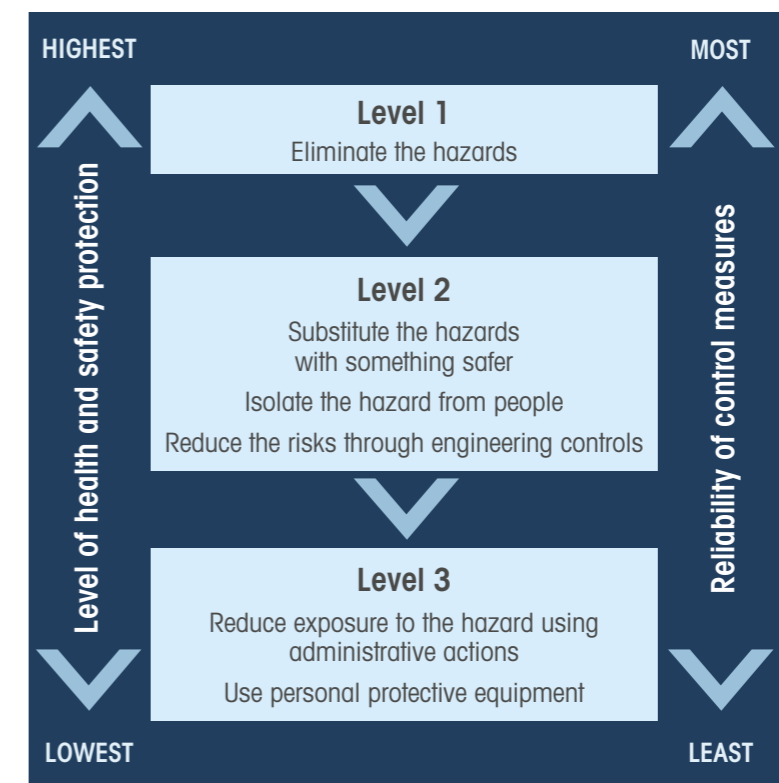 HIGHEST
MOST
Level 1
Eliminate the hazards
Level 2
Substitute the hazards
with something safer
Isolate the hazard from people
Reduce the risks through engineering controls
Level 3
Reduce exposure to the hazard using
administrative actions
Use personal protective equipment
Level of health and safety protection
Reliability of control measures
LOWEST
LEAST